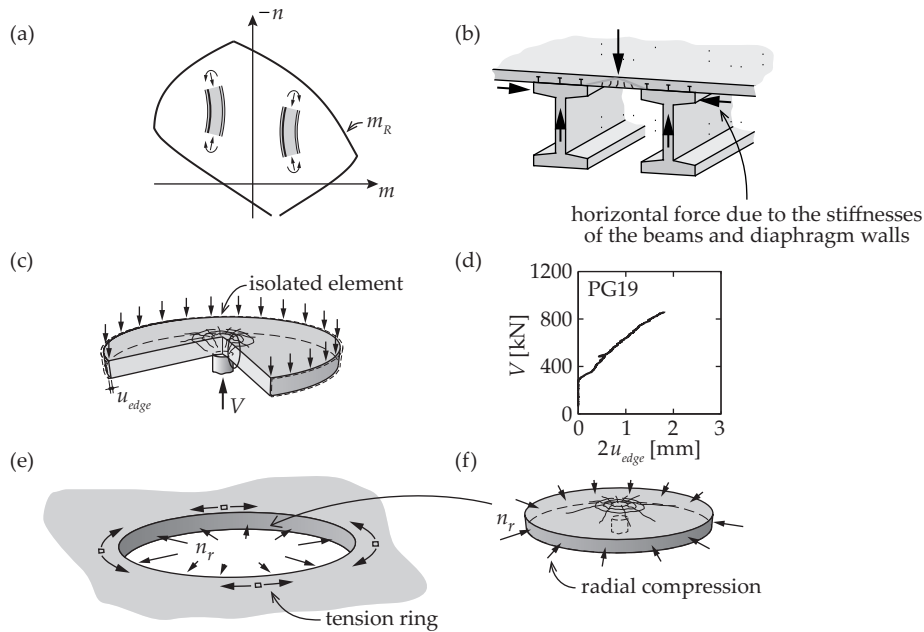 (a)
−n
m_R
m
(b)
horizontal force due to the stiffnesses
of the beams and diaphragm walls
(c)
isolated element
u_edge
V
(d)
1200
PG19
800
V [kN]
400
0
0 1 2 3
2u_edge [mm]
(e)
n_r
tension ring
(f)
n_r
radial compression